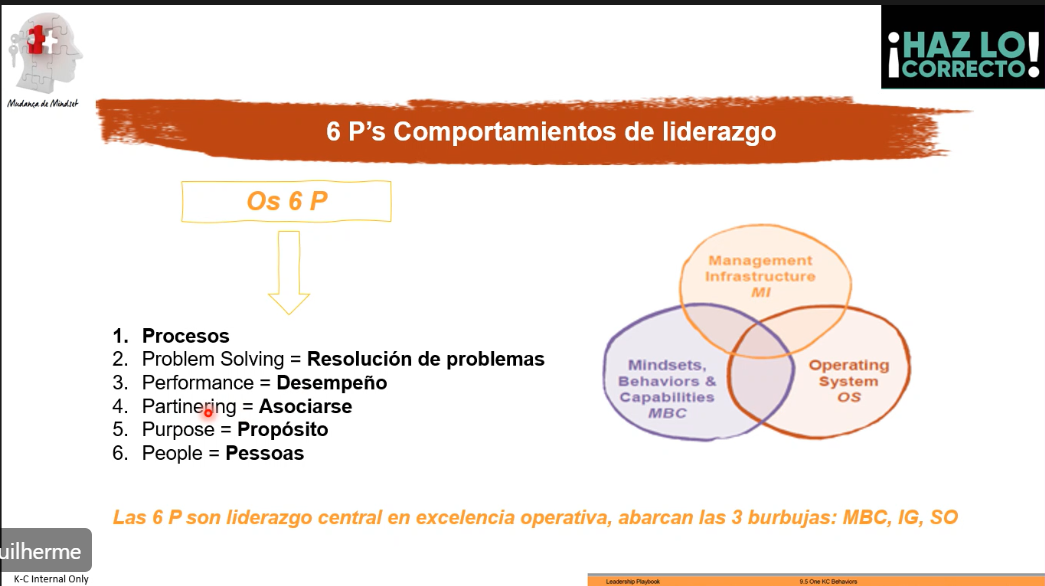 Mudança de Mindset
¡HAZ LO
CORRECTO!
6 P's Comportamientos de liderazgo
Os 6 P
1. Procesos
2. Problem Solving = Resolución de problemas
3. Performance = Desempeño
4. Partinering = Asociarse
5. Purpose = Propósito
6. People = Pessoas
Management
Infrastructure
MI
Mindsets,
Behaviors &
Capabilities
MBC
Operating
System
OS
Las 6 P son liderazgo central en excelencia operativa, abarcan las 3 burbujas: MBC, IG, SO
uilherme
K-C Internal Only
Leadership Playbook
9.5 One KC Behaviors